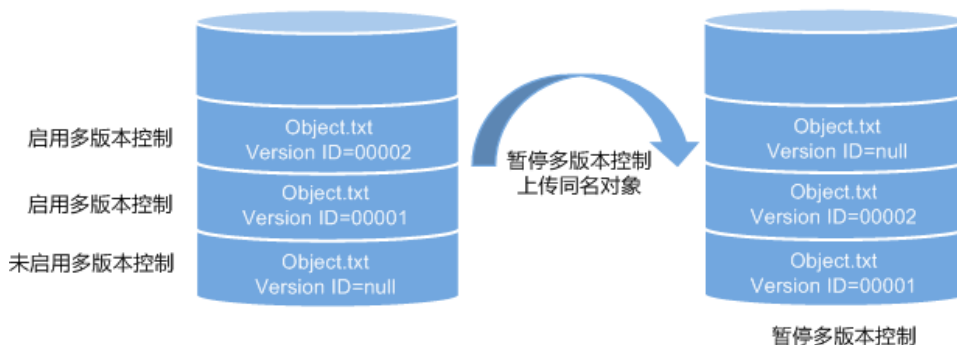 启用多版本控制
Object.txt
Version ID=00002
启用多版本控制
Object.txt
Version ID=00001
未启用多版本控制
Object.txt
Version ID=null
暂停多版本控制
上传同名对象
Object.txt
Version ID=null
Object.txt
Version ID=00002
Object.txt
Version ID=00001
暂停多版本控制